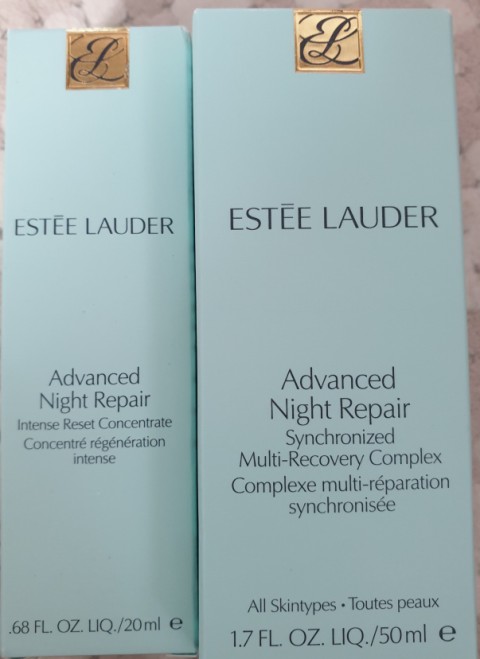 EL
ESTĒE LAUDER
Advanced
Night Repair
Intense Reset Concentrate
Concentré régénération
intense
.68 FL. OZ. LIQ./20 ml ℮
EL
ESTĒE LAUDER
Advanced
Night Repair
Synchronized
Multi-Recovery Complex
Complexe multi-réparation
synchronisée
All Skintypes • Toutes peaux
1.7 FL. OZ. LIQ./50 ml ℮